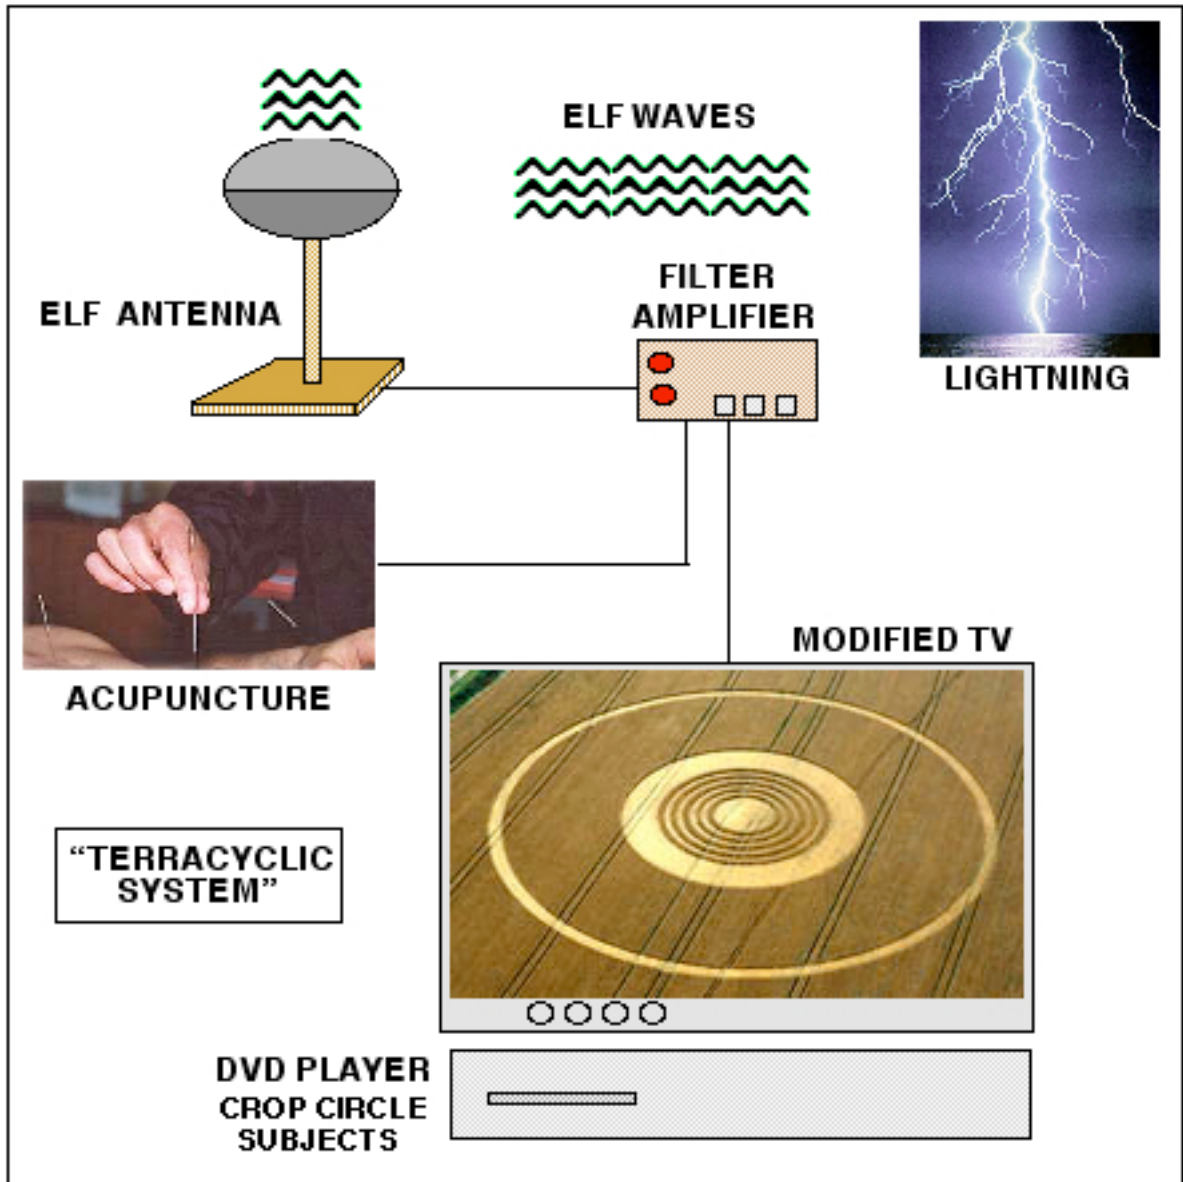 ELF WAVES
ELF ANTENNA
FILTER
AMPLIFIER
LIGHTNING
ACUPUNCTURE
MODIFIED TV
“TERRACYCLIC
SYSTEM”
DVD PLAYER
CROP CIRCLE
SUBJECTS